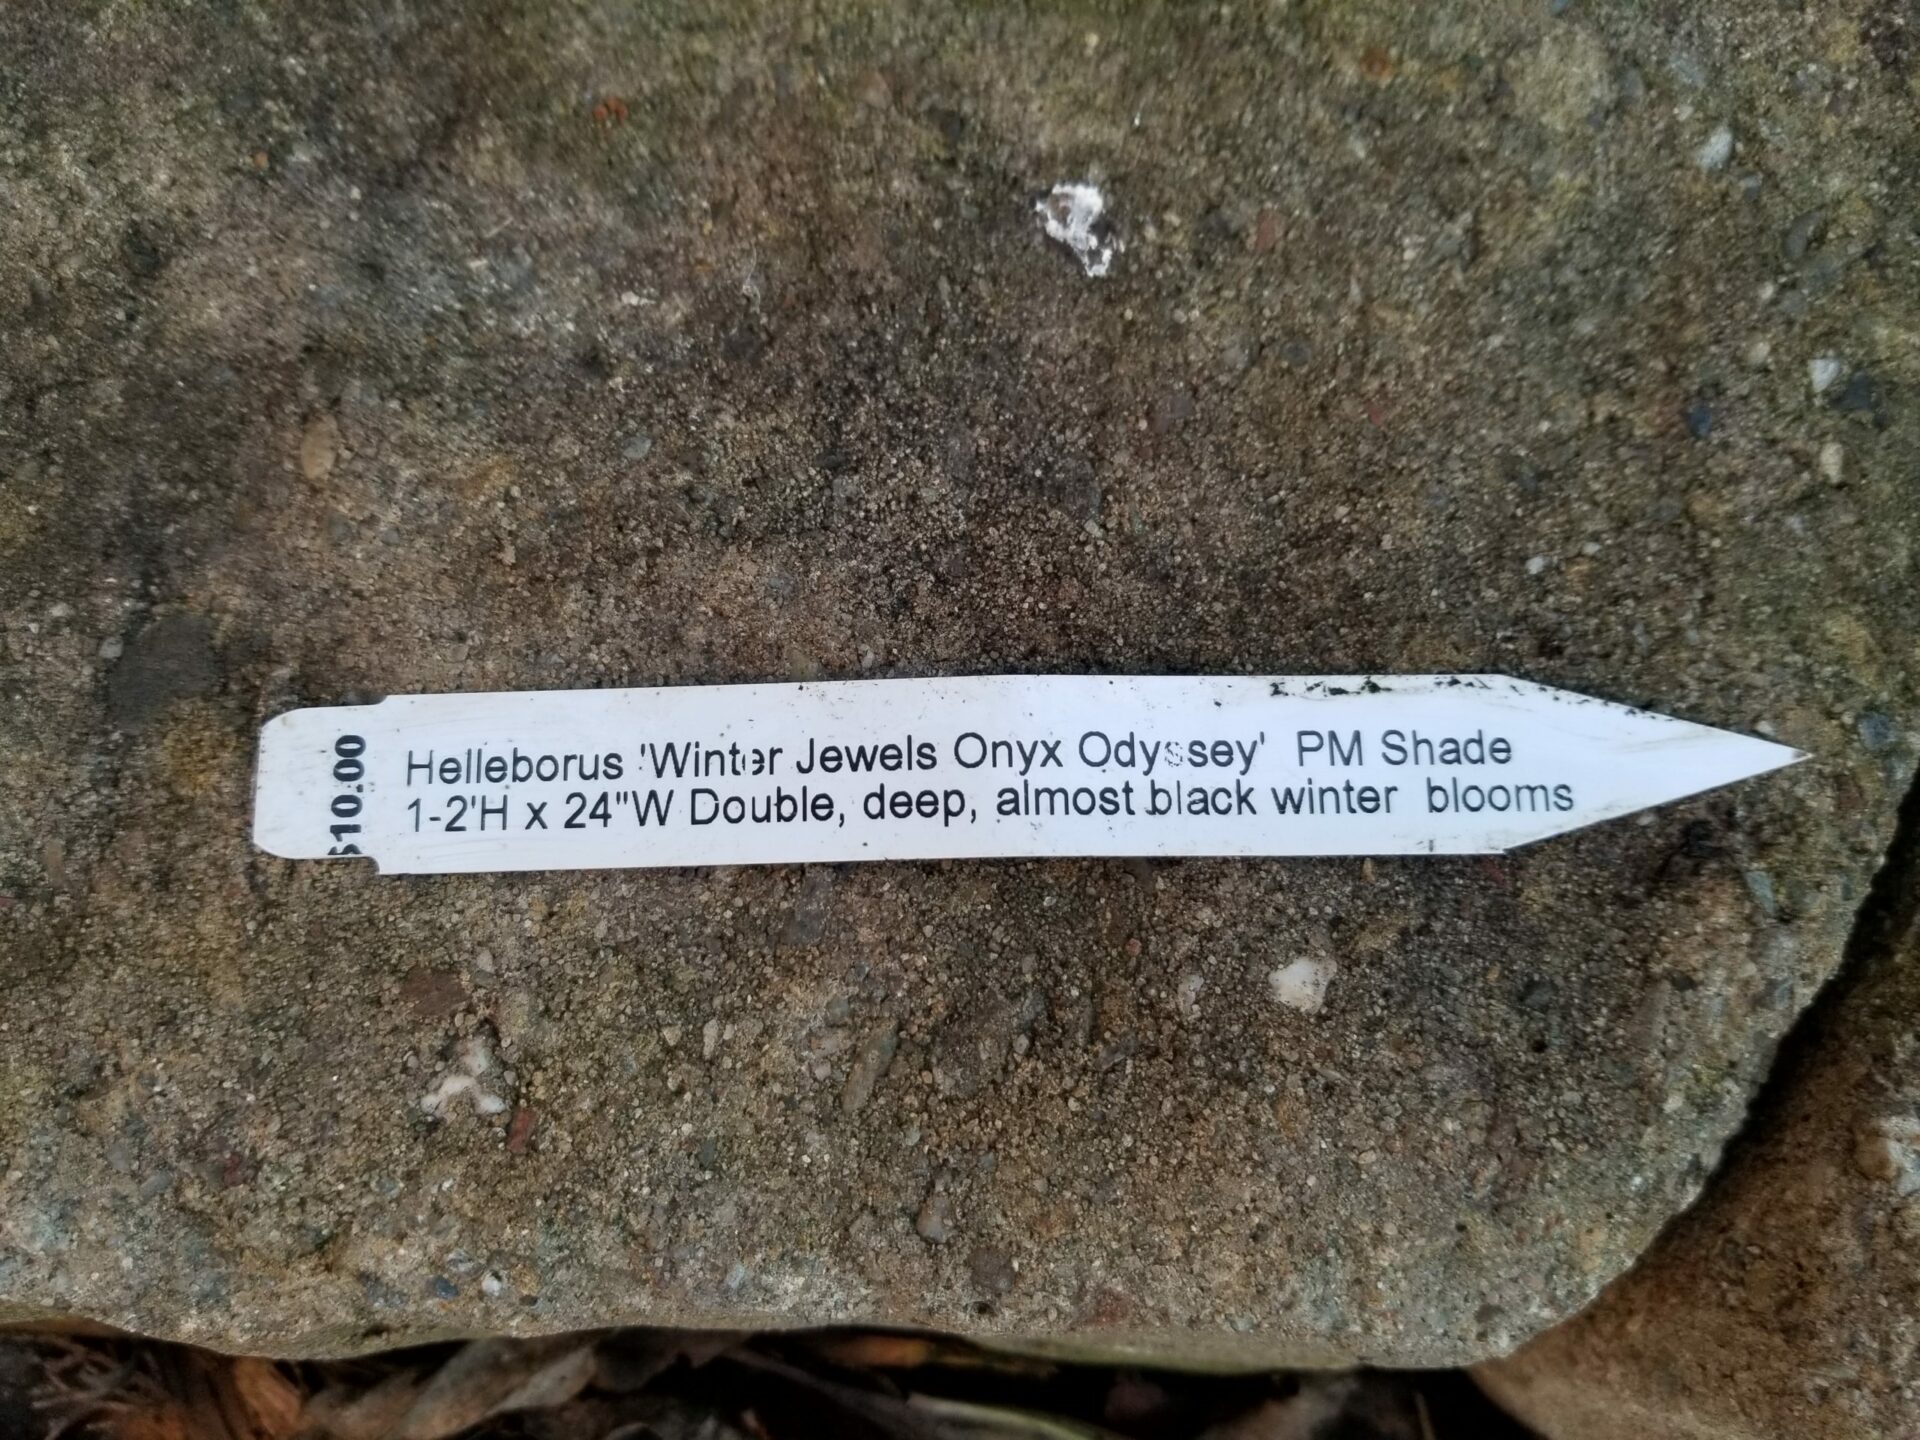 $10.00
Helleborus 'Winter Jewels Onyx Odyssey' PM Shade
1-2'H x 24"W Double, deep, almost black winter blooms